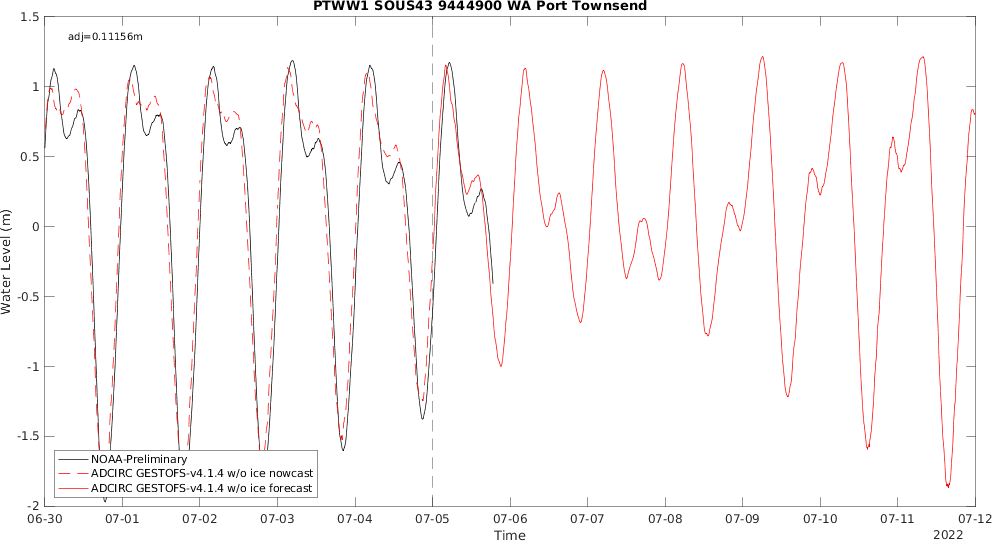 PTWW1 SOUS43 9444900 WA Port Townsend
adj=0.11156m
1.5
1
0.5
0
-0.5
-1
-1.5
-2
Water Level (m)
NOAA-Preliminary
ADCIRC GESTOFS-v4.1.4 w/o ice nowcast
ADCIRC GESTOFS-v4.1.4 w/o ice forecast
06-30 07-01 07-02 07-03 07-04 07-05 07-06 07-07 07-08 07-09 07-10 07-11 07-12
Time
2022